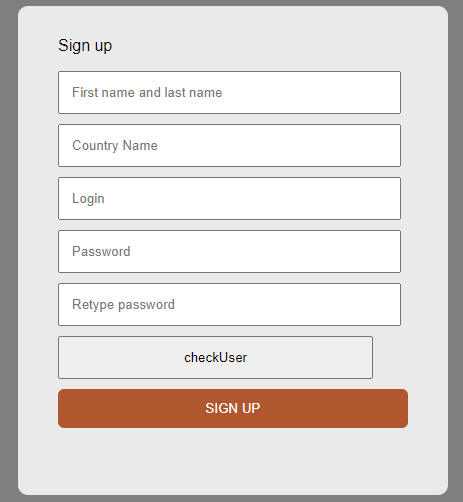 Sign up
First name and last name
Country Name
Login
Password
Retype password
checkUser
SIGN UP